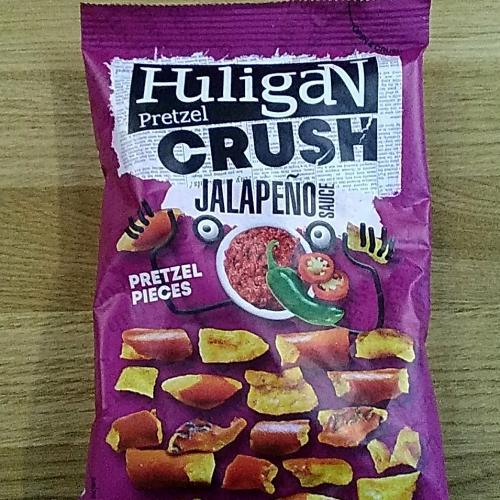 HuligaN
Pretzel
CRUSH
JALAPEÑO
SAUCE
PRETZEL
PIECES